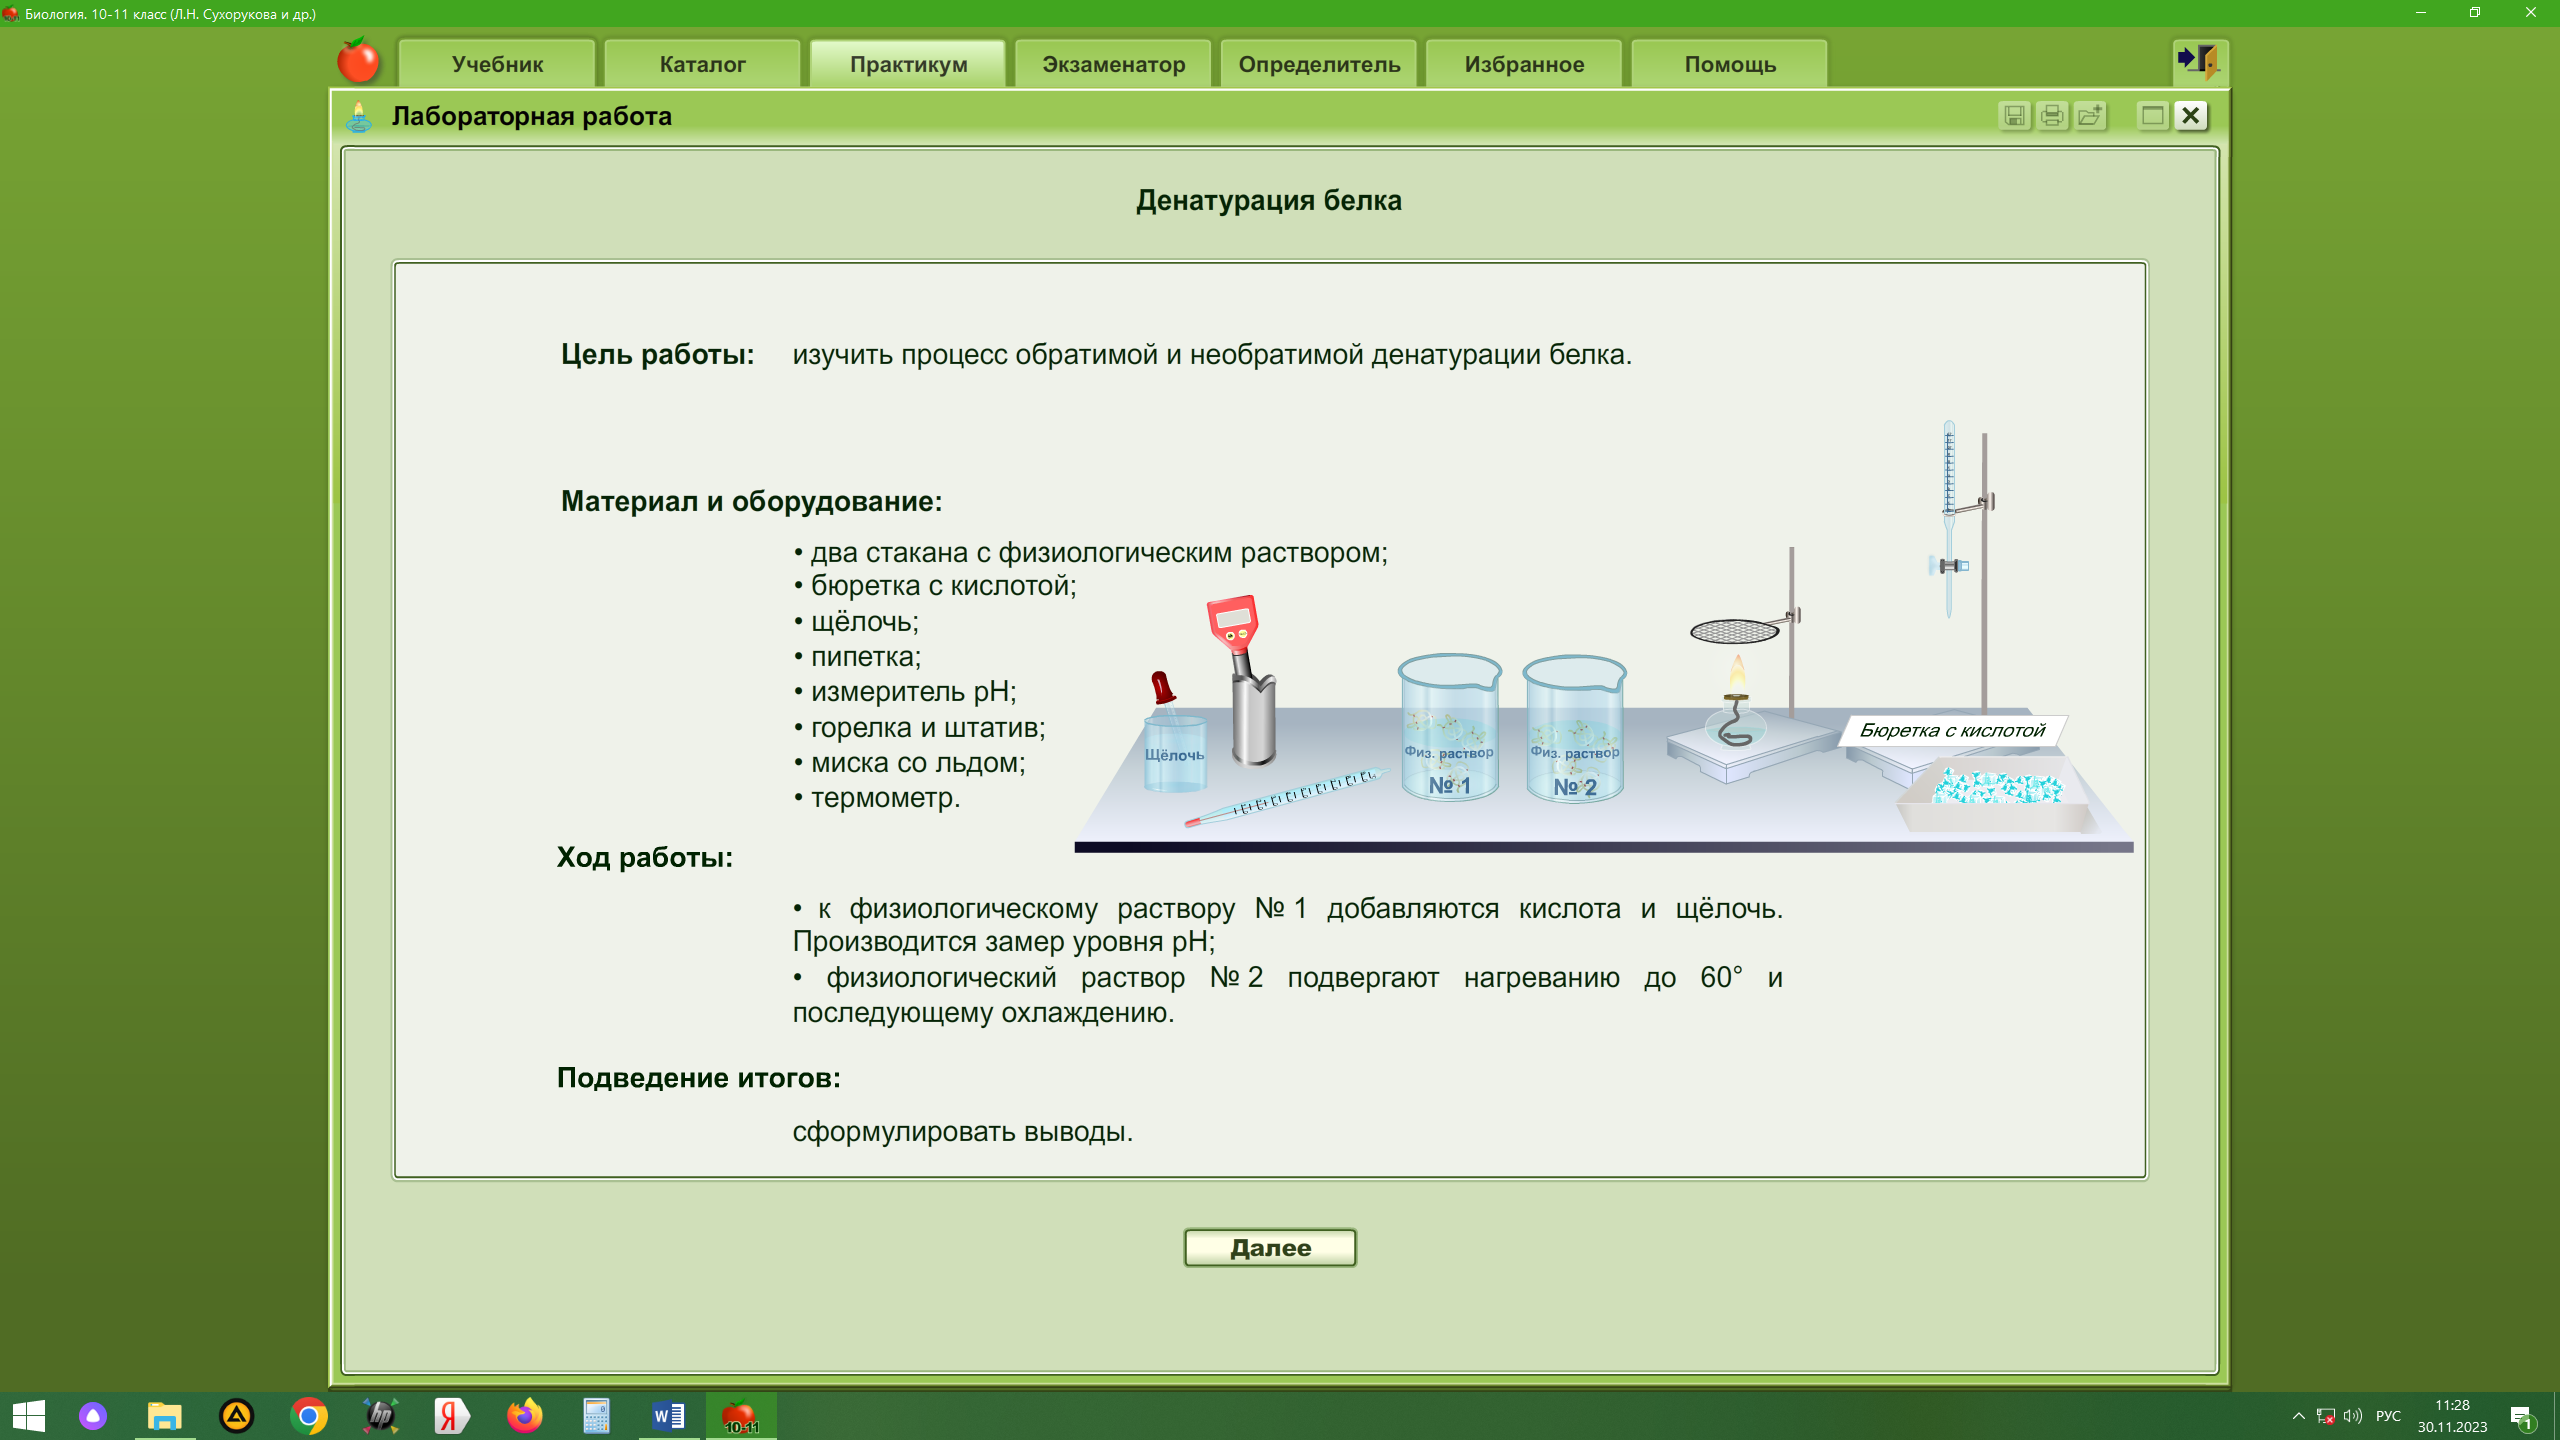 Биология. 10-11 класс (Л.Н. Сухорукова и др.)
Учебник
Каталог
Практикум
Экзаменатор
Определитель
Избранное
Помощь
Лабораторная работа
Денатурация белка
Цель работы: изучить процесс обратимой и необратимой денатурации белка.
Материал и оборудование:
• два стакана с физиологическим раствором;
• бюретка с кислотой;
• щёлочь;
• пипетка;
• измеритель pH;
• горелка и штатив;
• миска со льдом;
• термометр.
Щёлочь
Физ. раствор
№ 1
Физ. раствор
№ 2
Бюретка с кислотой
Ход работы:
• к физиологическому раствору № 1 добавляются кислота и щёлочь.
Производится замер уровня pH;
• физиологический раствор № 2 подвергают нагреванию до 60° и
последующему охлаждению.
Подведение итогов:
сформулировать выводы.
Далее
10-11
РУС
11:28
30.11.2023
1